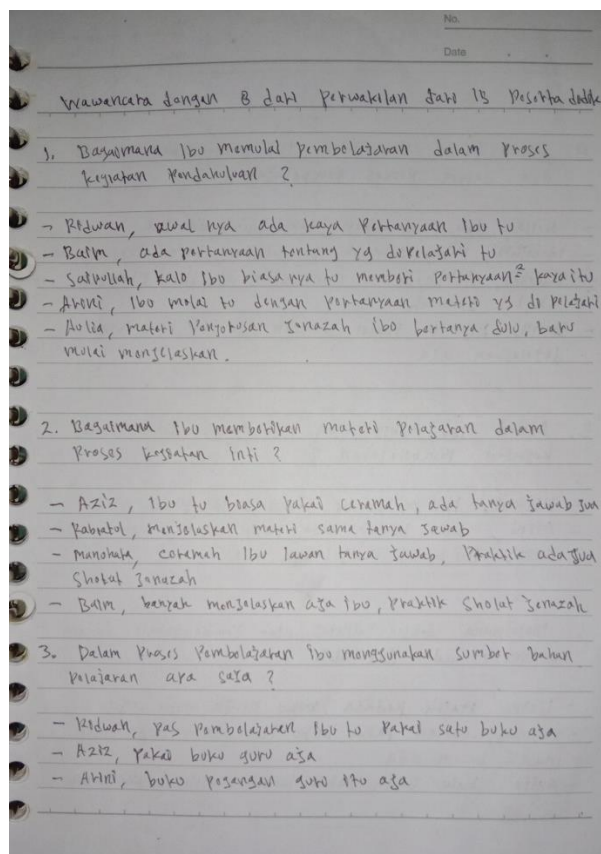 No.
Date
Wawancara dengan 8 dari perwakilan dari 15 Peserta didik
1. Bagaimana Ibu memulai pembelajaran dalam proses
kegiatan Pendahuluan ?
- Ridwan, awal nya ada kaya Pertanyaan Ibu tu
- Baim, ada pertanyaan tentang yg dipelajari tu
- Saifullah, kalo Ibu biasa nya tu memberi pertanyaan² kaya itu
- Arini, Ibu mulai tu dengan Pertanyaan materi yg di pelajari
- Aulia, materi Pengurusan Jenazah ibu bertanya dulu, baru
mulai menjelaskan.
2. Bagaimana Ibu memberikan materi pelajaran dalam
Proses kegiatan inti ?
- Aziz, Ibu tu biasa pakai ceramah, ada tanya jawab jua
- Rabiatul, menjelaskan materi sama tanya jawab
- Manohara, ceramah Ibu lawan tanya jawab, Praktik ada jua
Sholat Jenazah
- Baim, banyak menjelaskan aja ibu, Praktik Sholat Jenazah
3. Dalam Proses Pembelajaran ibu menggunakan sumber bahan
pelajaran apa saja ?
- Ridwan, pas Pembelajaran Ibu tu pakai satu buku aja
- Aziz, Pakai buku guru aja
- Arini, buku pegangan guru itu aja